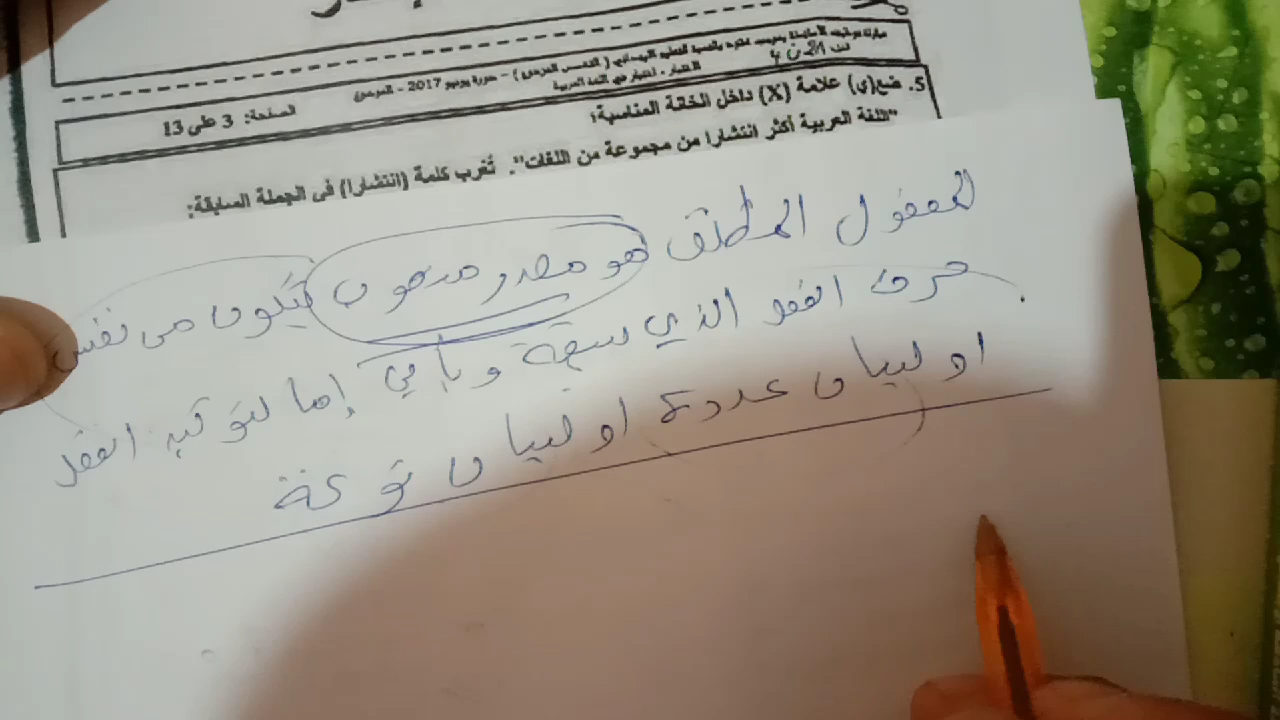 الصفحة: 3 على 13
5. ضع(ي) علامة (X) داخل الخانة المناسبة:
"اللغة العربية أكثر انتشارا من مجموعة من اللغات". تُعرب كلمة (انتشارا) في الجملة السابقة:
المفعول المطلق هو مصدر منصوب يكون من نفس
حرف الفعل الذي سبقه ويأتي إما لتوكيد الفعل
او لبيان عدده او لبيان نوعه